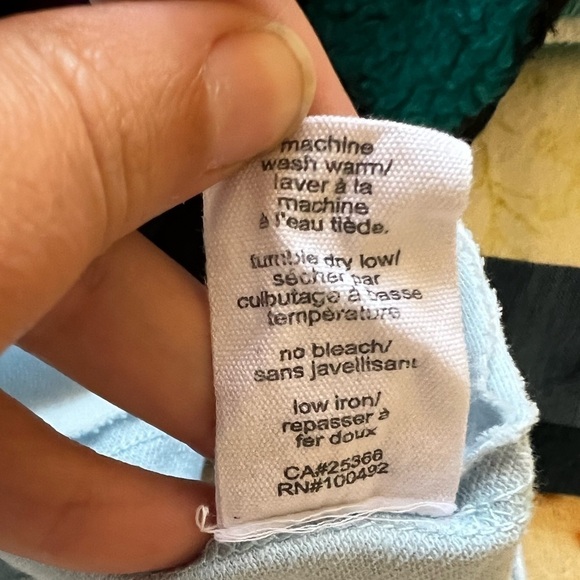 machine
wash warm/
laver à la
machine
à l'eau tiède.
tumble dry low/
sécher par
culbutage à basse
température
no bleach/
sans javellisant
low iron/
repasser à
fer doux
CA#25366
RN#100492